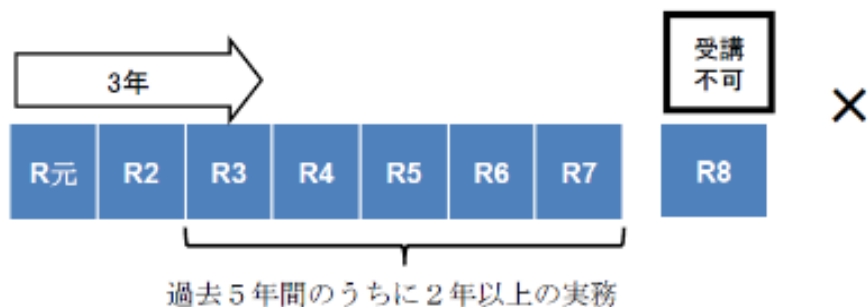 3年
受講
不可
×
R元 R2 R3 R4 R5 R6 R7 R8
過去５年間のうちに２年以上の実務